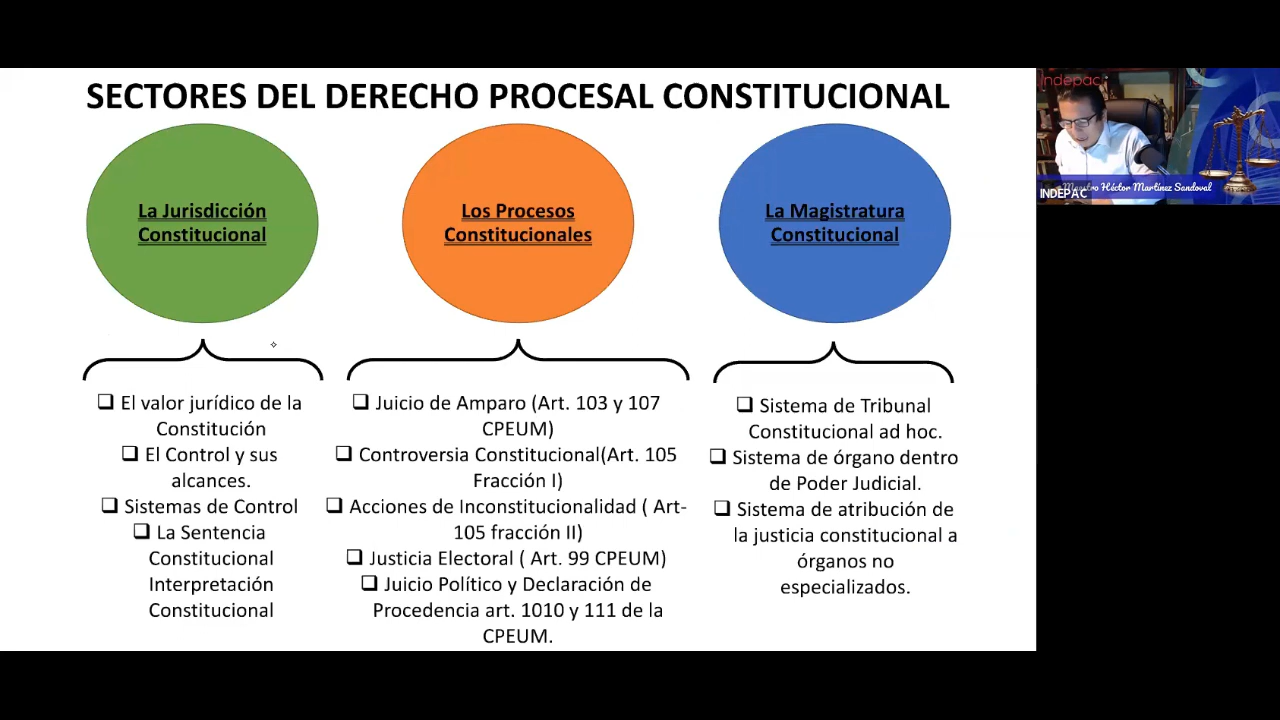 SECTORES DEL DERECHO PROCESAL CONSTITUCIONAL
La Jurisdicción
Constitucional
❑ El valor jurídico de la
Constitución
❑ El Control y sus
alcances.
❑ Sistemas de Control
❑ La Sentencia
Constitucional
Interpretación
Constitucional
Los Procesos
Constitucionales
❑ Juicio de Amparo (Art. 103 y 107
CPEUM)
❑ Controversia Constitucional(Art. 105
Fracción I)
❑ Acciones de Inconstitucionalidad ( Art-
105 fracción II)
❑ Justicia Electoral ( Art. 99 CPEUM)
❑ Juicio Político y Declaración de
Procedencia art. 1010 y 111 de la
CPEUM.
La Magistratura
Constitucional
❑ Sistema de Tribunal
Constitucional ad hoc.
❑ Sistema de órgano dentro
de Poder Judicial.
❑ Sistema de atribución de
la justicia constitucional a
órganos no
especializados.
indepac
Maestro Héctor Martínez Sandoval
INDEPAC